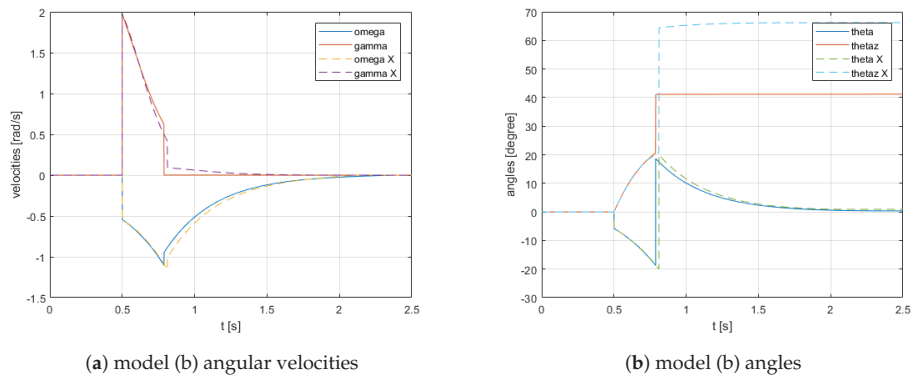 2
1.5
1
0.5
0
-0.5
-1
-1.5
velocities [rad/s]
0 0.5 1 1.5 2 2.5
t [s]
omega
gamma
omega X
gamma X
(a) model (b) angular velocities
70
60
50
40
30
20
10
0
-10
-20
-30
angles [degree]
0 0.5 1 1.5 2 2.5
t [s]
theta
thetaz
theta X
thetaz X
(b) model (b) angles